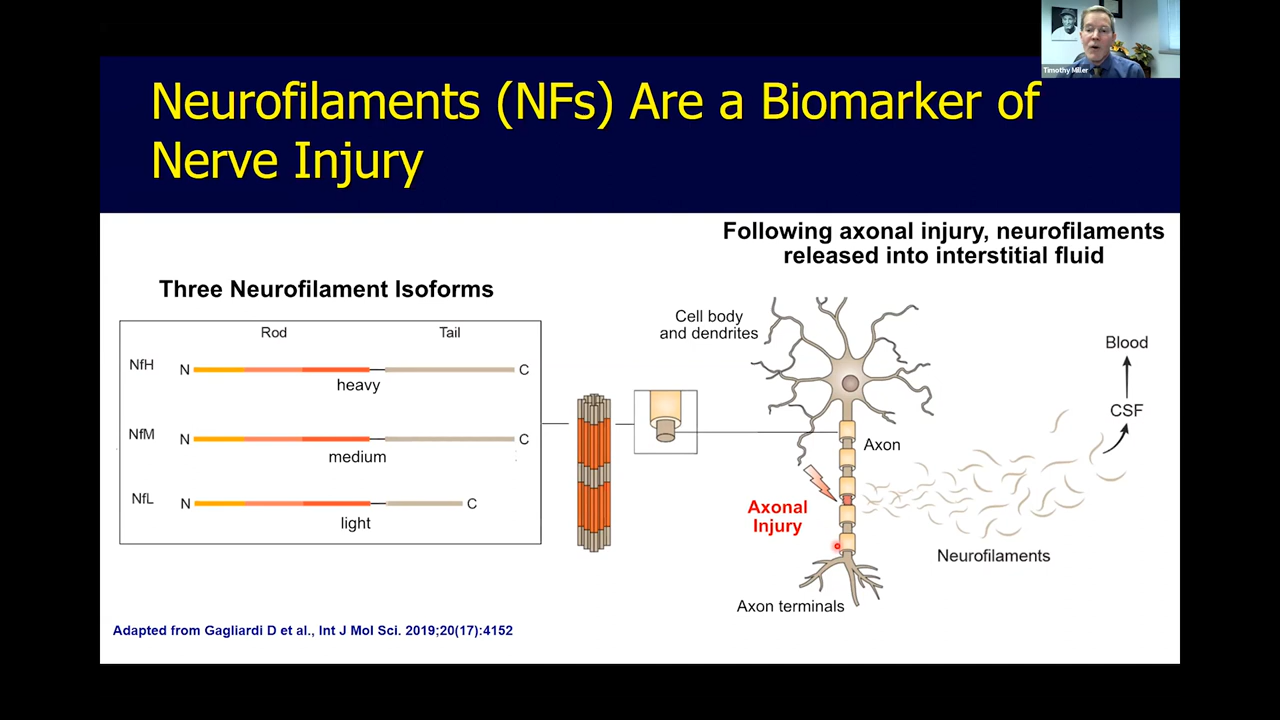 Timothy Miller
Neurofilaments (NFs) Are a Biomarker of
Nerve Injury
Following axonal injury, neurofilaments
released into interstitial fluid
Three Neurofilament Isoforms
Rod Tail
NfH N C
heavy
NfM N C
medium
NfL N C
light
Cell body
and dendrites
Axon
Axonal
Injury
Axon terminals
Blood
CSF
Neurofilaments
Adapted from Gagliardi D et al., Int J Mol Sci. 2019;20(17):4152